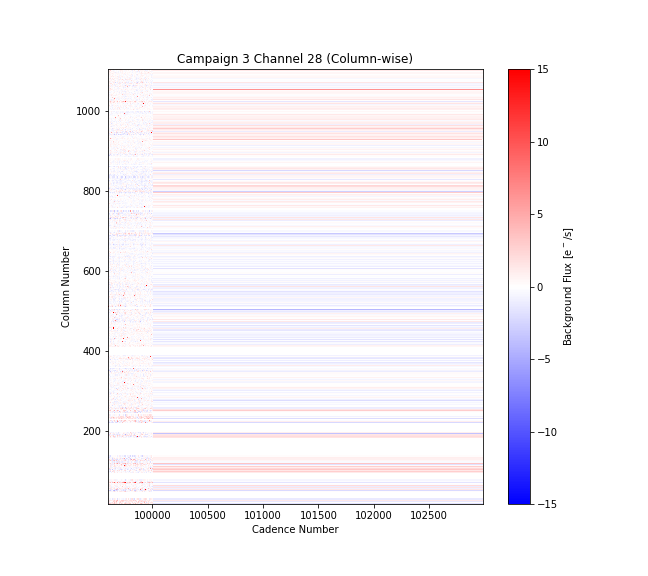 Campaign 3 Channel 28 (Column-wise)
1000
800
600
400
200
Column Number
100000 100500 101000 101500 102000 102500
Cadence Number
15
10
5
0
−5
−10
−15
Background Flux [e⁻/s]